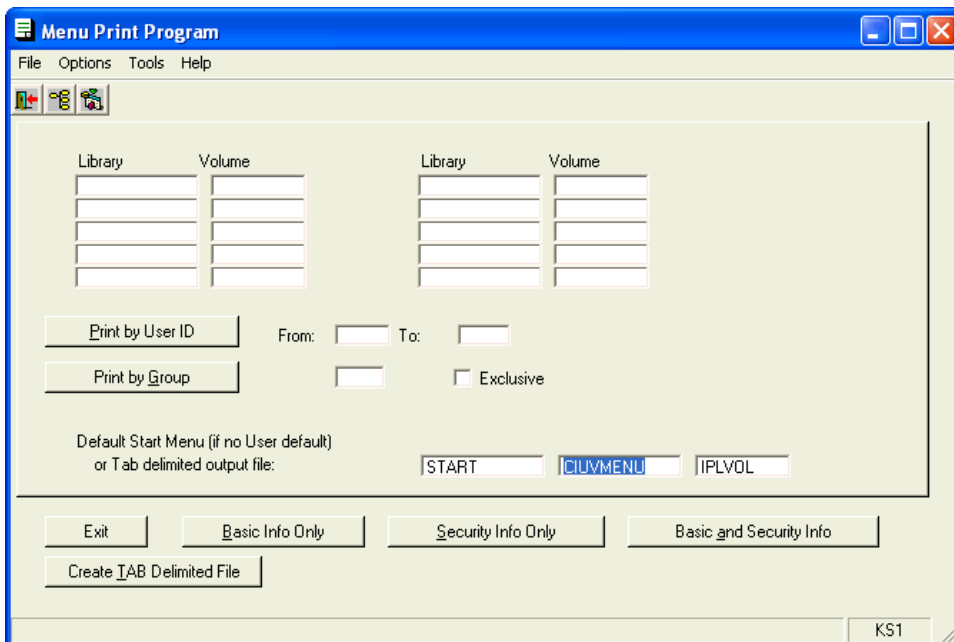 Menu Print Program
File Options Tools Help
Library Volume Library Volume
Print by User ID From: To:
Print by Group Exclusive
Default Start Menu (if no User default)
or Tab delimited output file: START CIUVMENU IPLVOL
Exit Basic Info Only Security Info Only Basic and Security Info
Create TAB Delimited File
KS1